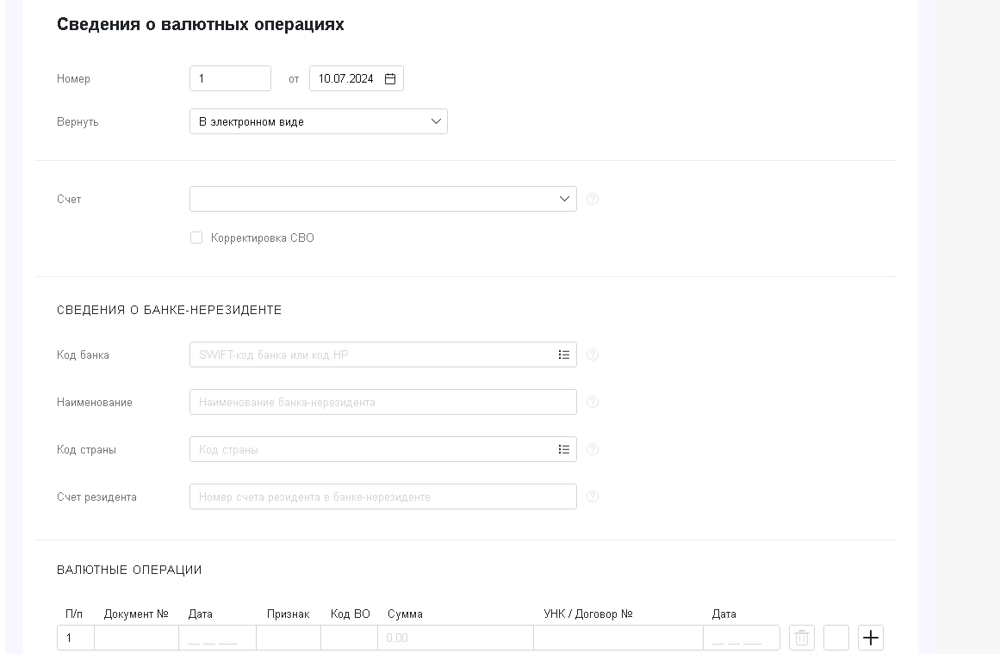 Сведения о валютных операциях
Номер 1 от 10.07.2024
Вернуть В электронном виде
Счет ?
Корректировка СВО
СВЕДЕНИЯ О БАНКЕ-НЕРЕЗИДЕНТЕ
Код банка SWIFT-код банка или код НР ?
Наименование Наименование банка-нерезидента ?
Код страны Код страны ?
Счет резидента Номер счета резидента в банке-нерезиденте ?
ВАЛЮТНЫЕ ОПЕРАЦИИ
П/п Документ № Дата Признак Код ВО Сумма УНК / Договор № Дата
1 __ __ ___ 0.00 __ __ ___